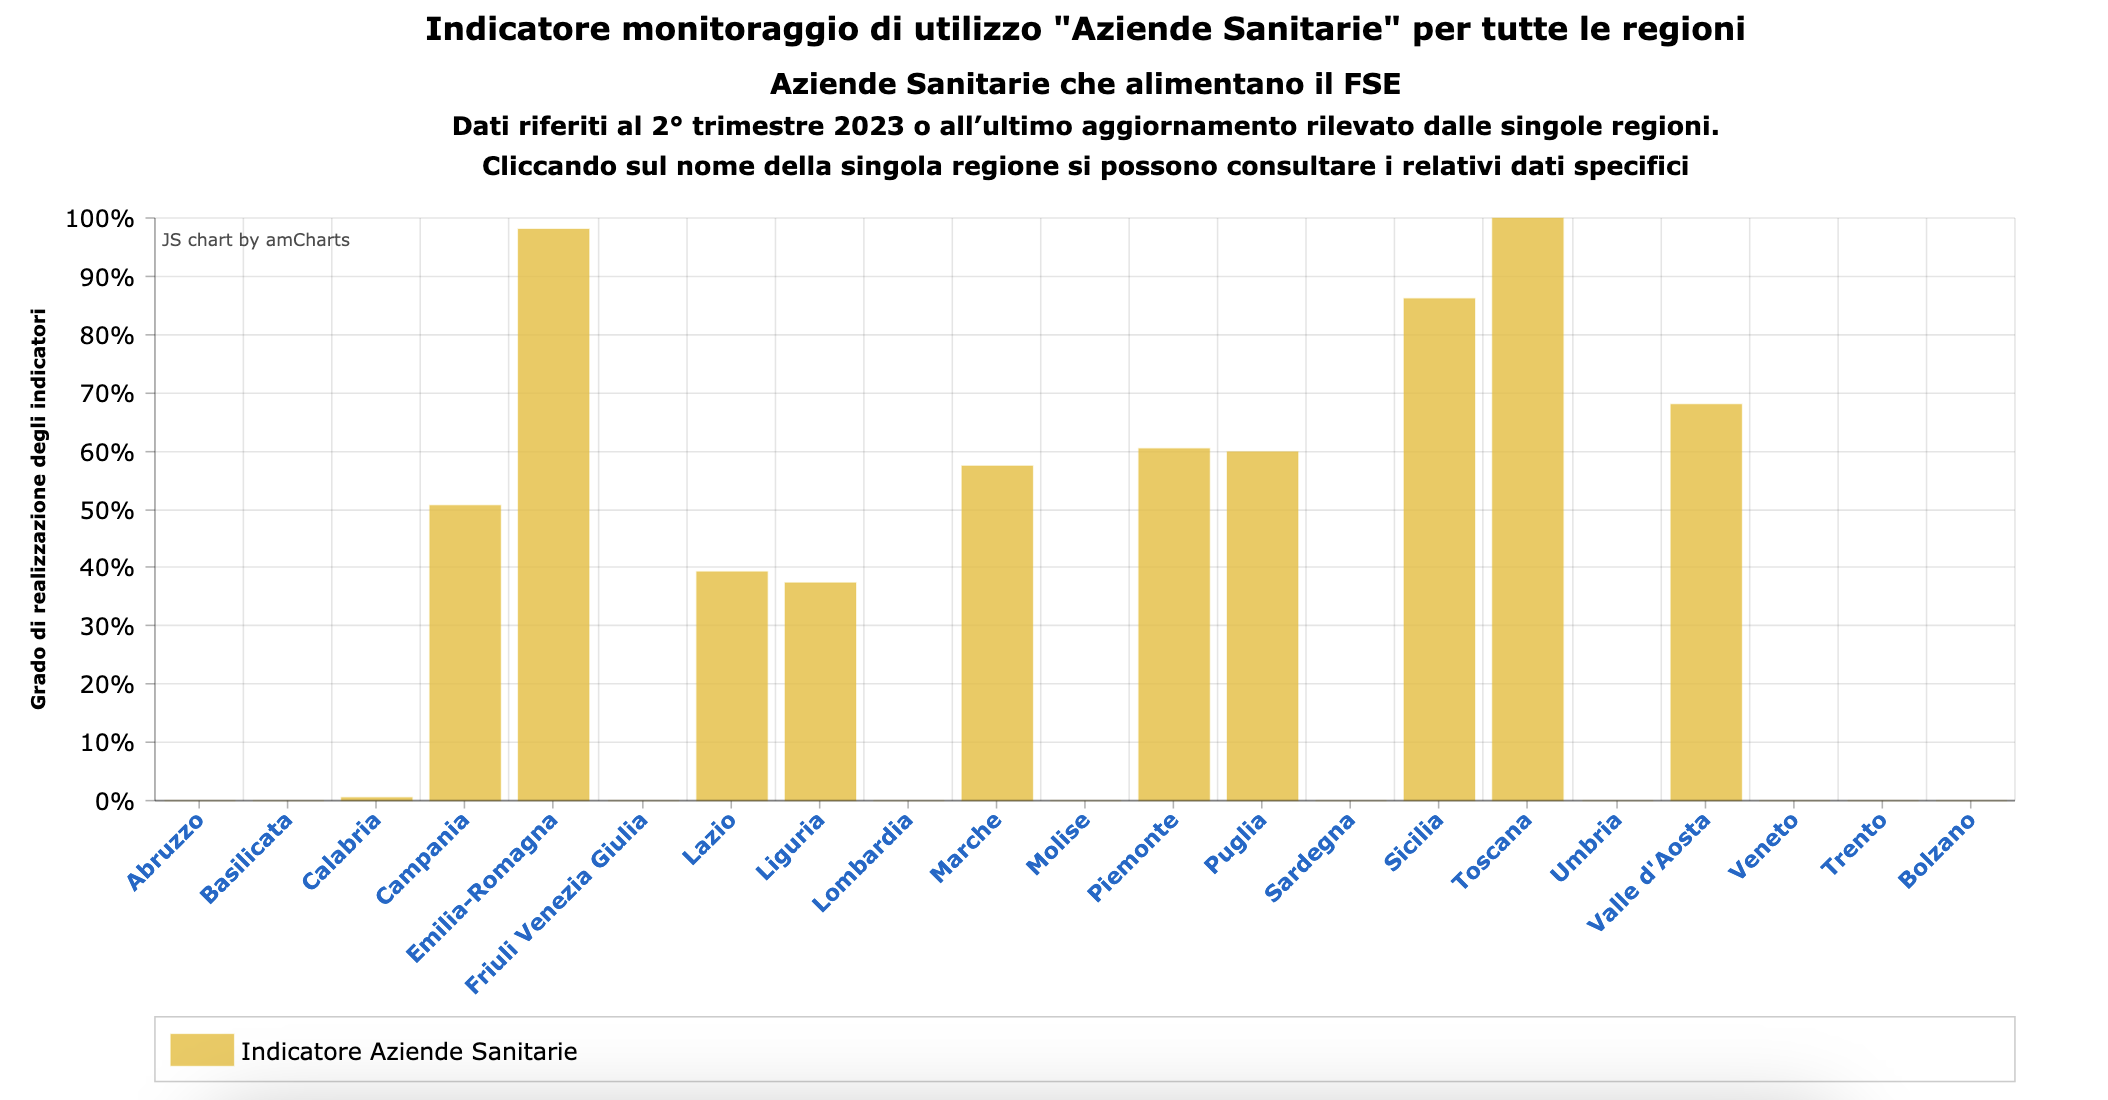 Indicatore monitoraggio di utilizzo "Aziende Sanitarie" per tutte le regioni
Aziende Sanitarie che alimentano il FSE
Dati riferiti al 2° trimestre 2023 o all’ultimo aggiornamento rilevato dalle singole regioni.
Cliccando sul nome della singola regione si possono consultare i relativi dati specifici
JS chart by amCharts
Grado di realizzazione degli indicatori
100%
90%
80%
70%
60%
50%
40%
30%
20%
10%
0%
Abruzzo
Basilicata
Calabria
Campania
Emilia-Romagna
Friuli Venezia Giulia
Lazio
Liguria
Lombardia
Marche
Molise
Piemonte
Puglia
Sardegna
Sicilia
Toscana
Umbria
Valle d'Aosta
Veneto
Trento
Bolzano
Indicatore Aziende Sanitarie